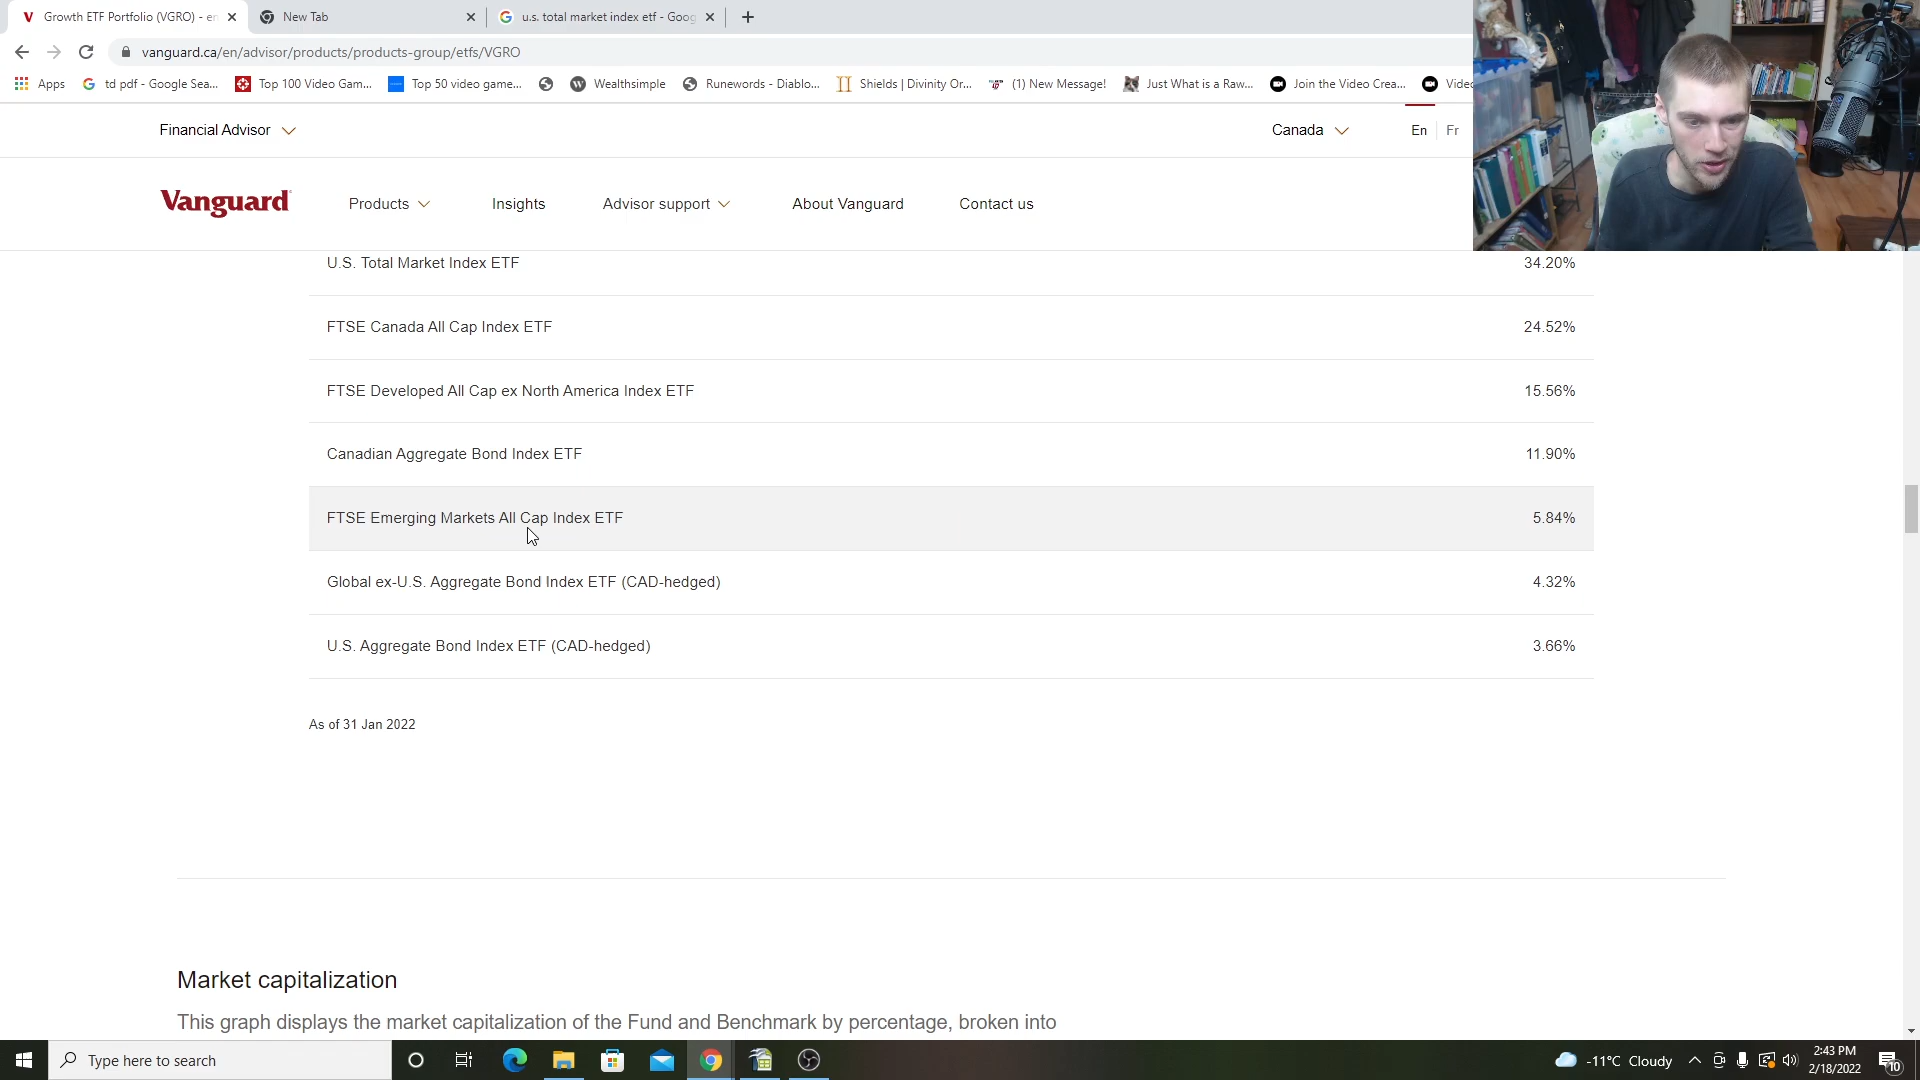 Growth ETF Portfolio (VGRO) - en
New Tab
u.s. total market index etf - Goog
vanguard.ca/en/advisor/products/products-group/etfs/VGRO
Apps
td pdf - Google Sea...
Top 100 Video Gam...
Top 50 video game...
Wealthsimple
Runewords - Diablo...
Shields | Divinity Or...
(1) New Message!
Just What is a Raw...
Join the Video Crea...
Video
Financial Advisor
Canada
En
Fr
Vanguard
Products
Insights
Advisor support
About Vanguard
Contact us
U.S. Total Market Index ETF 34.20%
FTSE Canada All Cap Index ETF 24.52%
FTSE Developed All Cap ex North America Index ETF 15.56%
Canadian Aggregate Bond Index ETF 11.90%
FTSE Emerging Markets All Cap Index ETF 5.84%
Global ex-U.S. Aggregate Bond Index ETF (CAD-hedged) 4.32%
U.S. Aggregate Bond Index ETF (CAD-hedged) 3.66%
As of 31 Jan 2022
Market capitalization
This graph displays the market capitalization of the Fund and Benchmark by percentage, broken into
Type here to search
-11°C Cloudy
2:43 PM
2/18/2022
10